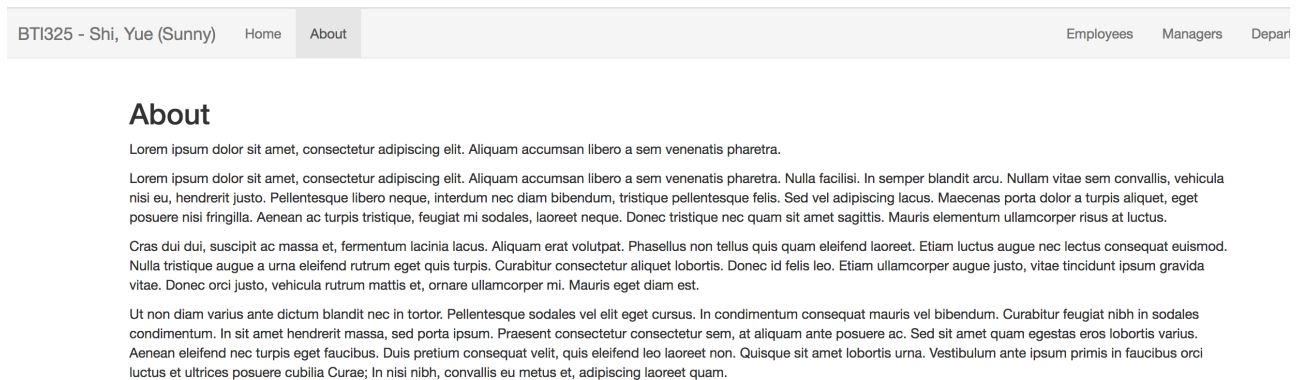 BTI325 - Shi, Yue (Sunny) Home About Employees Managers
About
Lorem ipsum dolor sit amet, consectetur adipiscing elit. Aliquam accumsan libero a sem venenatis pharetra.
Lorem ipsum dolor sit amet, consectetur adipiscing elit. Aliquam accumsan libero a sem venenatis pharetra. Nulla facilisi. In semper blandit arcu. Nullam vitae sem convallis, vehicula
nisi eu, hendrerit justo. Pellentesque libero neque, interdum nec diam bibendum, tristique pellentesque felis. Sed vel adipiscing lacus. Maecenas porta dolor a turpis aliquet, eget
posuere nisi fringilla. Aenean ac turpis tristique, feugiat mi sodales, laoreet neque. Donec tristique nec quam sit amet sagittis. Mauris elementum ullamcorper risus at luctus.
Cras dui dui, suscipit ac massa et, fermentum lacinia lacus. Aliquam erat volutpat. Phasellus non tellus quis quam eleifend laoreet. Etiam luctus augue nec lectus consequat euismod.
Nulla tristique augue a urna eleifend rutrum eget quis turpis. Curabitur consectetur aliquet lobortis. Donec id felis leo. Etiam ullamcorper augue justo, vitae tincidunt ipsum gravida
vitae. Donec orci justo, vehicula rutrum mattis et, ornare ullamcorper mi. Mauris eget diam est.
Ut non diam varius ante dictum blandit nec in tortor. Pellentesque sodales vel elit eget cursus. In condimentum consequat mauris vel bibendum. Curabitur feugiat nibh in sodales
condimentum. In sit amet hendrerit massa, sed porta ipsum. Praesent consectetur consectetur sem, at aliquam ante posuere ac. Sed sit amet quam egestas eros lobortis varius.
Aenean eleifend nec turpis eget faucibus. Duis pretium consequat velit, quis eleifend leo laoreet non. Quisque sit amet lobortis urna. Vestibulum ante ipsum primis in faucibus orci
luctus et ultrices posuere cubilia Curae; In nisi nibh, convallis eu metus et, adipiscing laoreet quam.